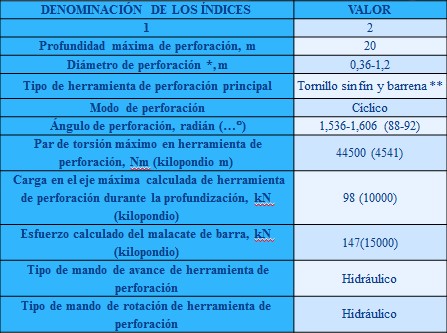 DENOMINACIÓN DE LOS ÍNDICES VALOR
1 2
Profundidad máxima de perforación, m 20
Diámetro de perforación *, m 0,36-1,2
Tipo de herramienta de perforación principal Tornillo sin fin y barrena **
Modo de perforación Cíclico
Ángulo de perforación, radián (...º) 1,536-1,606 (88-92)
Par de torsión máximo en herramienta de
perforación, Nm (kilopondio m) 44500 (4541)
Carga en el eje máxima calculada de herramienta
de perforación durante la profundización, kN
(kilopondio) 98 (10000)
Esfuerzo calculado del malacate de barra, kN
(kilopondio) 147(15000)
Tipo de mando de avance de herramienta de
perforación Hidráulico
Tipo de mando de rotación de herramienta de
perforación Hidráulico